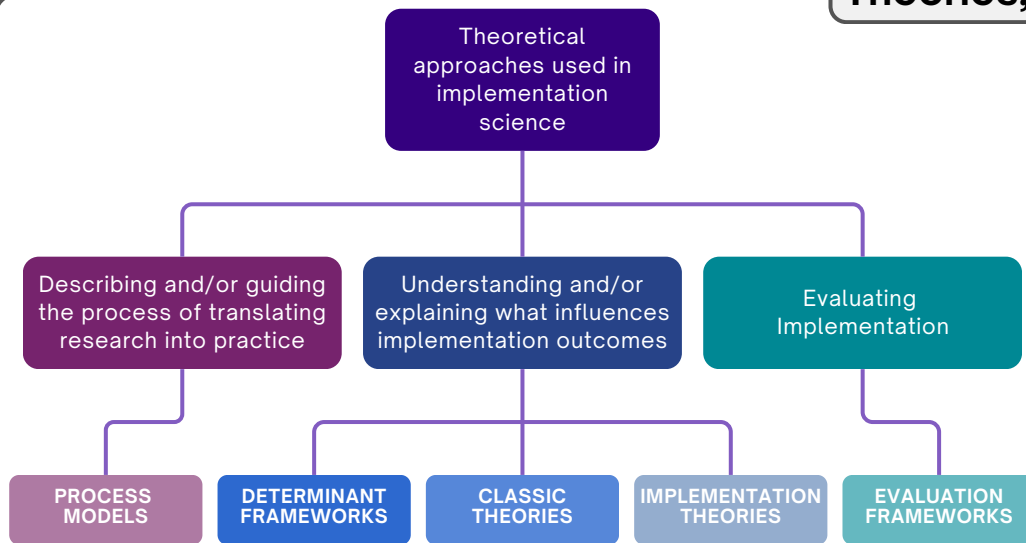 Theories,
Theoretical
approaches used in
implementation
science
Describing and/or guiding
the process of translating
research into practice
Understanding and/or
explaining what influences
implementation outcomes
Evaluating
Implementation
PROCESS
MODELS
DETERMINANT
FRAMEWORKS
CLASSIC
THEORIES
IMPLEMENTATION
THEORIES
EVALUATION
FRAMEWORKS